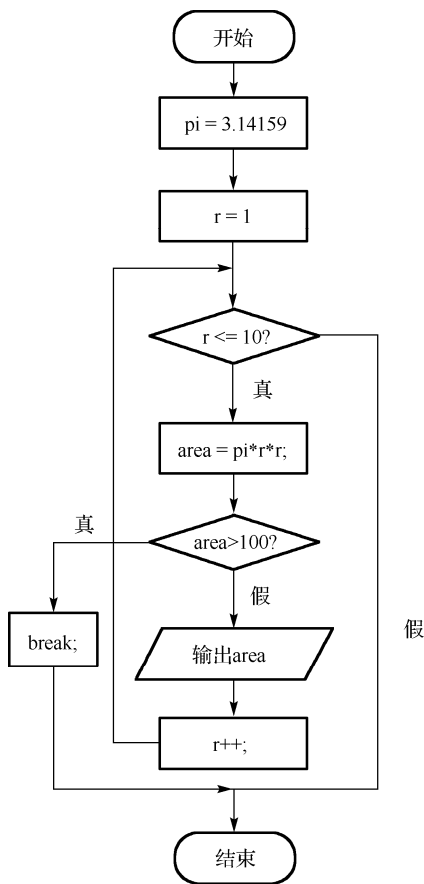 开始
pi = 3.14159
r = 1
r <= 10?
真
area = pi*r*r;
真
area>100?
假
假
break;
输出area
r++;
结束